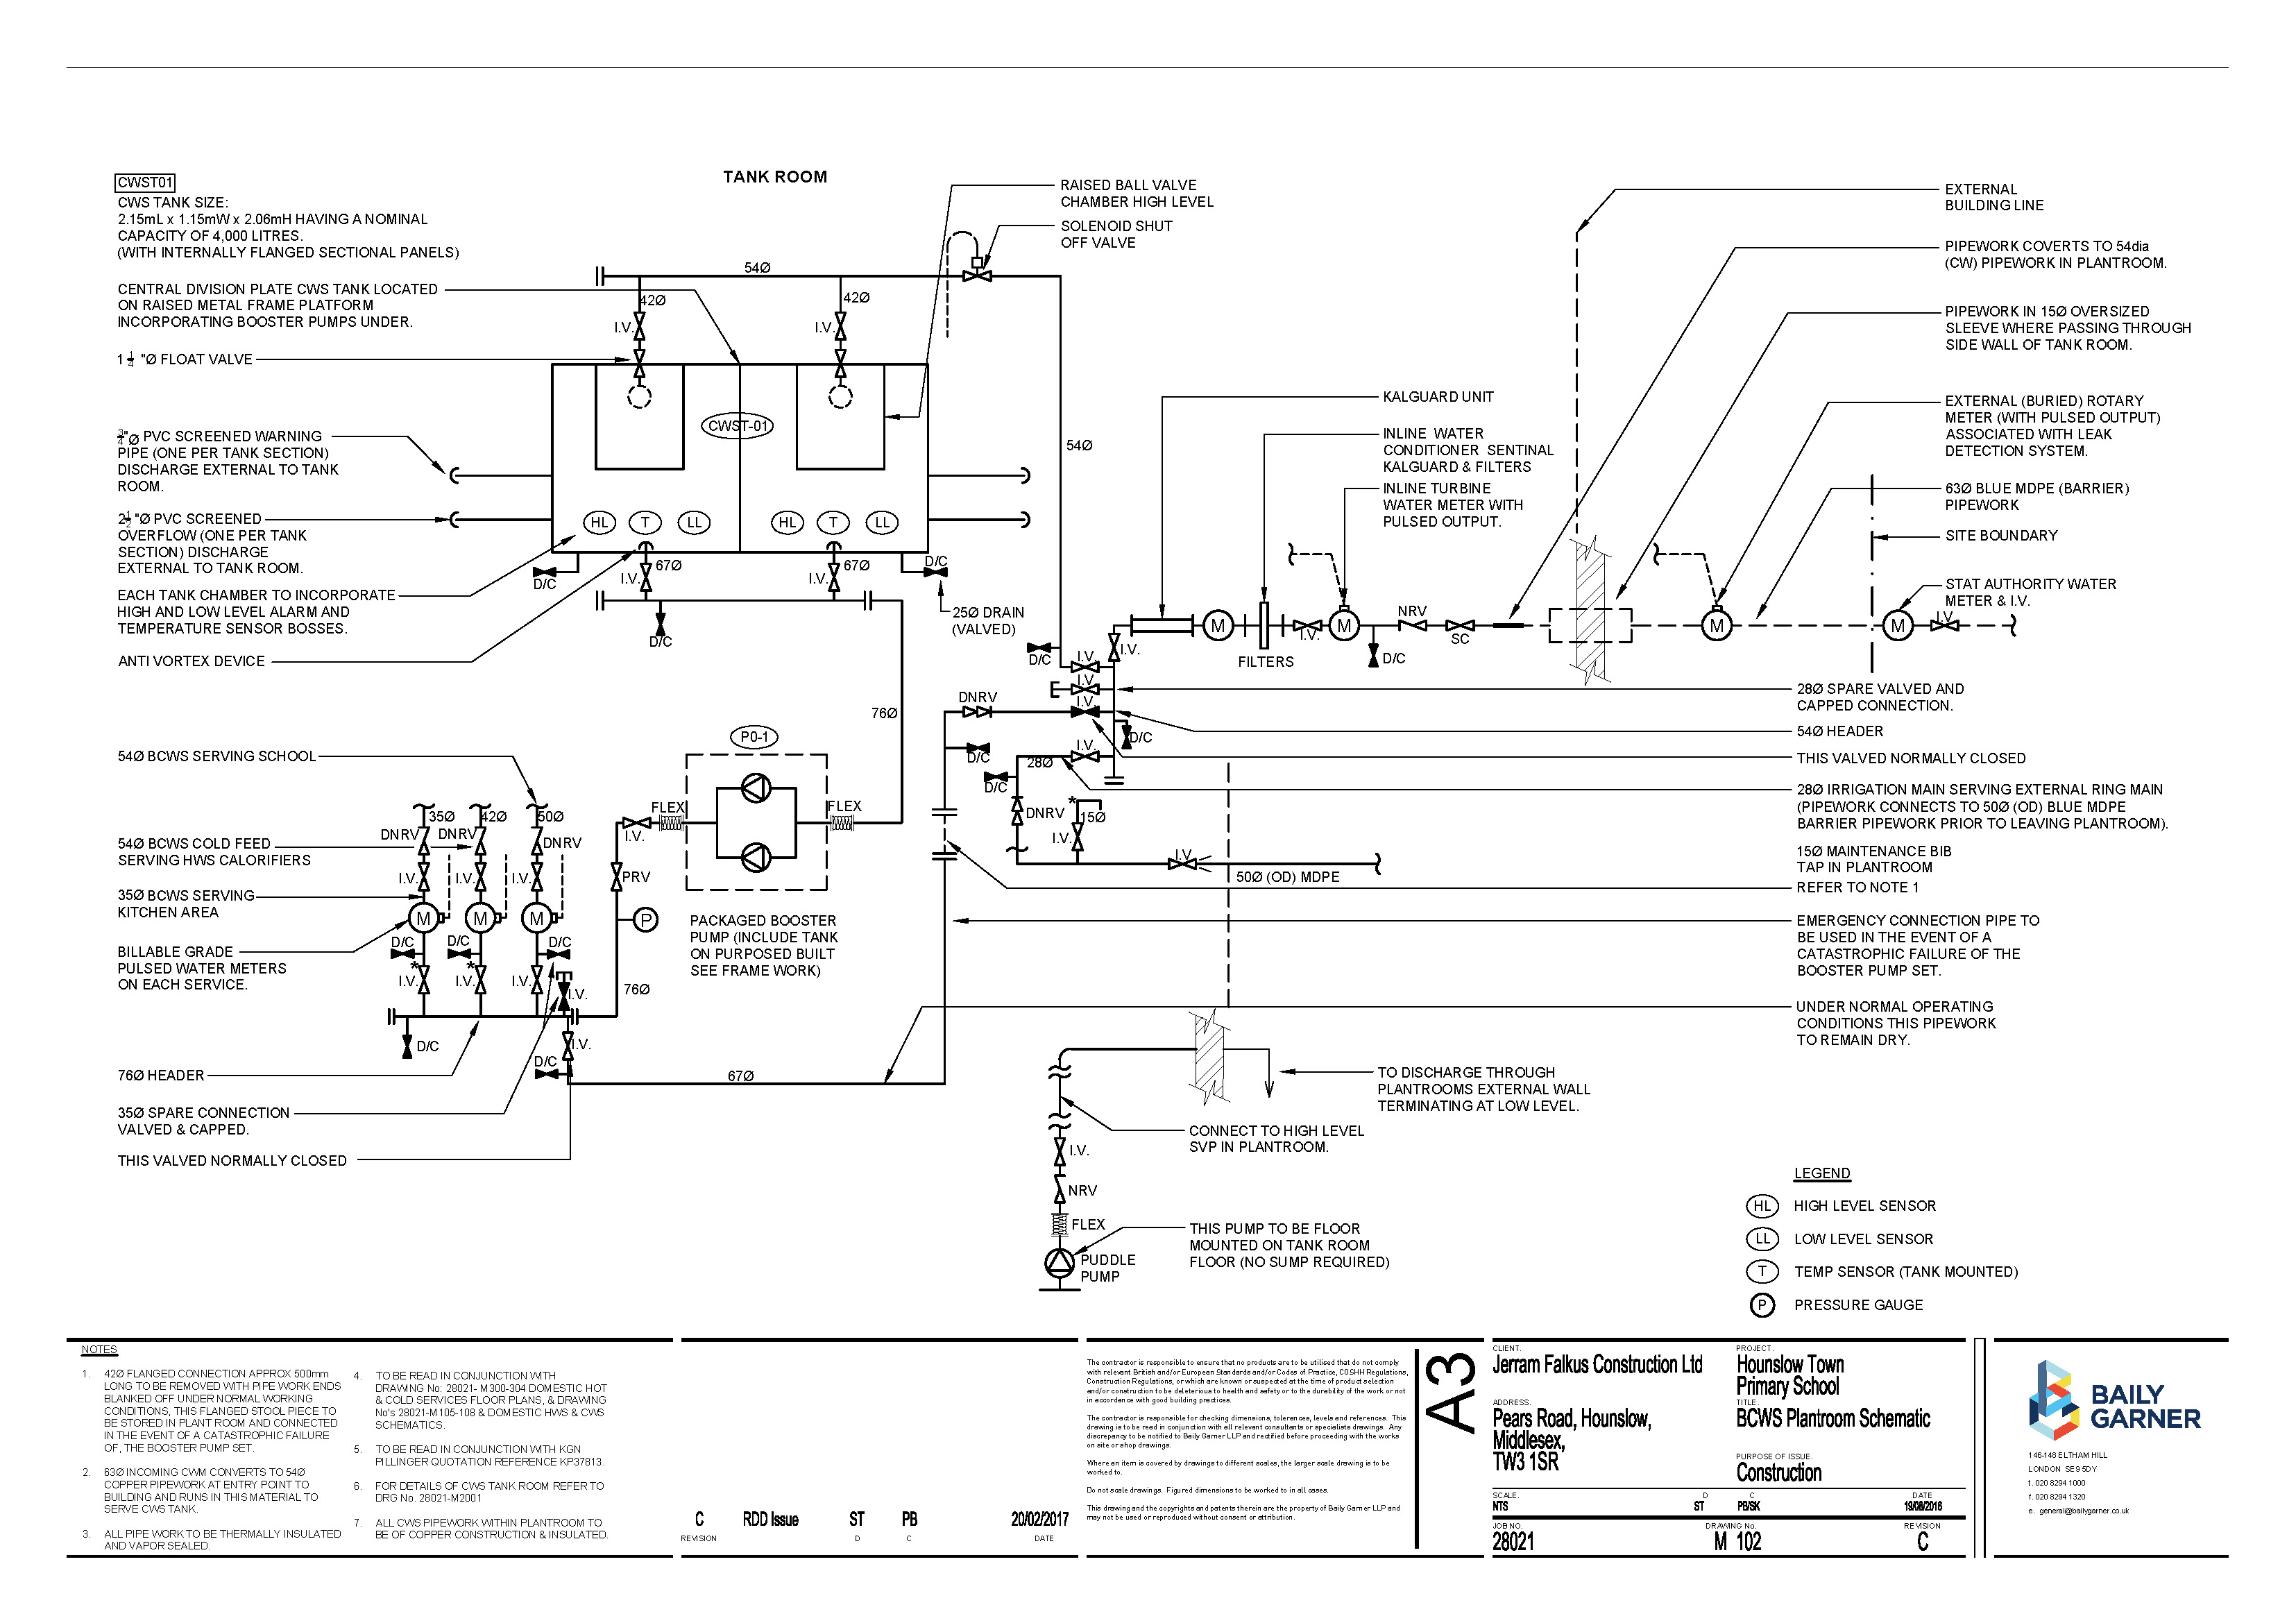 TANK ROOM
CWST01
CWS TANK SIZE:
2.15mL x 1.15mW x 2.06mH HAVING A NOMINAL
CAPACITY OF 4,000 LITRES.
(WITH INTERNALLY FLANGED SECTIONAL PANELS)
CENTRAL DIVISION PLATE CWS TANK LOCATED
ON RAISED METAL FRAME PLATFORM
INCORPORATING BOOSTER PUMPS UNDER.
1 1/4 "Ø FLOAT VALVE
3/4"Ø PVC SCREENED WARNING
PIPE (ONE PER TANK SECTION)
DISCHARGE EXTERNAL TO TANK
ROOM.
2 1/2 "Ø PVC SCREENED
OVERFLOW (ONE PER TANK
SECTION) DISCHARGE
EXTERNAL TO TANK ROOM.
EACH TANK CHAMBER TO INCORPORATE
HIGH AND LOW LEVEL ALARM AND
TEMPERATURE SENSOR BOSSES.
ANTI VORTEX DEVICE
54Ø BCWS SERVING SCHOOL
54Ø BCWS COLD FEED
SERVING HWS CALORIFIERS
35Ø BCWS SERVING
KITCHEN AREA
BILLABLE GRADE
PULSED WATER METERS
ON EACH SERVICE.
76Ø HEADER
35Ø SPARE CONNECTION
VALVED & CAPPED.
THIS VALVED NORMALLY CLOSED
54Ø
42Ø
42Ø
I.V.
I.V.
CWST-01
HL
T
LL
HL
T
LL
D/C
I.V.
67Ø
I.V.
67Ø
D/C
D/C
25Ø DRAIN
(VALVED)
RAISED BALL VALVE
CHAMBER HIGH LEVEL
SOLENOID SHUT
OFF VALVE
54Ø
76Ø
P0-1
FLEX
FLEX
I.V.
PRV
P
76Ø
PACKAGED BOOSTER
PUMP (INCLUDE TANK
ON PURPOSED BUILT
SEE FRAME WORK)
35Ø
42Ø
50Ø
DNRV
DNRV
DNRV
I.V.
I.V.
I.V.
M
M
M
D/C
D/C
D/C
*
*
I.V.
I.V.
I.V.
I.V.
D/C
I.V.
D/C
67Ø
KALGUARD UNIT
INLINE WATER
CONDITIONER SENTINAL
KALGUARD & FILTERS
INLINE TURBINE
WATER METER WITH
PULSED OUTPUT.
M
FILTERS
I.V.
M
D/C
NRV
SC
M
M
I.V.
D/C
I.V.
I.V.
I.V.
I.V.
DNRV
D/C
D/C
I.V.
28Ø
D/C
DNRV
*
15Ø
I.V.
I.V.
50Ø (OD) MDPE
EXTERNAL
BUILDING LINE
PIPEWORK COVERTS TO 54dia
(CW) PIPEWORK IN PLANTROOM.
PIPEWORK IN 15Ø OVERSIZED
SLEEVE WHERE PASSING THROUGH
SIDE WALL OF TANK ROOM.
EXTERNAL (BURIED) ROTARY
METER (WITH PULSED OUTPUT)
ASSOCIATED WITH LEAK
DETECTION SYSTEM.
63Ø BLUE MDPE (BARRIER)
PIPEWORK
SITE BOUNDARY
STAT AUTHORITY WATER
METER & I.V.
28Ø SPARE VALVED AND
CAPPED CONNECTION.
54Ø HEADER
THIS VALVED NORMALLY CLOSED
28Ø IRRIGATION MAIN SERVING EXTERNAL RING MAIN
(PIPEWORK CONNECTS TO 50Ø (OD) BLUE MDPE
BARRIER PIPEWORK PRIOR TO LEAVING PLANTROOM).
15Ø MAINTENANCE BIB
TAP IN PLANTROOM
REFER TO NOTE 1
EMERGENCY CONNECTION PIPE TO
BE USED IN THE EVENT OF A
CATASTROPHIC FAILURE OF THE
BOOSTER PUMP SET.
UNDER NORMAL OPERATING
CONDITIONS THIS PIPEWORK
TO REMAIN DRY.
TO DISCHARGE THROUGH
PLANTROOMS EXTERNAL WALL
TERMINATING AT LOW LEVEL.
CONNECT TO HIGH LEVEL
SVP IN PLANTROOM.
I.V.
NRV
FLEX
PUDDLE
PUMP
THIS PUMP TO BE FLOOR
MOUNTED ON TANK ROOM
FLOOR (NO SUMP REQUIRED)
LEGEND
HL HIGH LEVEL SENSOR
LL LOW LEVEL SENSOR
T TEMP SENSOR (TANK MOUNTED)
P PRESSURE GAUGE
NOTES
1. 42Ø FLANGED CONNECTION APPROX 500mm
LONG TO BE REMOVED WITH PIPE WORK ENDS
BLANKED OFF UNDER NORMAL WORKING
CONDITIONS, THIS FLANGED STOOL PIECE TO
BE STORED IN PLANT ROOM AND CONNECTED
IN THE EVENT OF A CATASTROPHIC FAILURE
OF, THE BOOSTER PUMP SET.
2. 63Ø INCOMING CWM CONVERTS TO 54Ø
COPPER PIPEWORK AT ENTRY POINT TO
BUILDING AND RUNS IN THIS MATERIAL TO
SERVE CWS TANK.
3. ALL PIPE WORK TO BE THERMALLY INSULATED
AND VAPOR SEALED.
4. TO BE READ IN CONJUNCTION WITH
DRAWING No: 28021- M300-304 DOMESTIC HOT
& COLD SERVICES FLOOR PLANS, & DRAWING
No's 28021-M105-108 & DOMESTIC HWS & CWS
SCHEMATICS.
5. TO BE READ IN CONJUNCTION WITH KGN
PILLINGER QUOTATION REFERENCE KP37813.
6. FOR DETAILS OF CWS TANK ROOM REFER TO
DRG No. 28021-M2001
7. ALL CWS PIPEWORK WITHIN PLANTROOM TO
BE OF COPPER CONSTRUCTION & INSULATED.
C RDD Issue ST PB 20/02/2017
REVISION D C DATE
The contractor is responsible to ensure that no products are to be utilised that do not comply
with relevant British and/or European Standards and/or Codes of Practice, COSHH Regulations,
Construction Regulations, or which are known or suspected at the time of product selection
and/or construction to be deleterious to health and safety or to the durability of the work or not
in accordance with good building practices.
The contractor is responsible for checking dimensions, tolerances, levels and references. This
drawing is to be read in conjunction with all relevant consultants or specialists drawings. Any
discrepancy to be notified to Baily Garner LLP and rectified before proceeding with the works
on site or shop drawings.
Where an item is covered by drawings to different scales, the larger scale drawing is to be
worked to.
Do not scale drawings. Figured dimensions to be worked to in all cases.
This drawing and the copyrights and patents therein are the property of Baily Garner LLP and
may not be used or reproduced without consent or attribution.
A3
CLIENT.
Jerram Falkus Construction Ltd
ADDRESS.
Pears Road, Hounslow,
Middlesex,
TW3 1SR
PROJECT.
Hounslow Town
Primary School
TITLE.
BCWS Plantroom Schematic
PURPOSE OF ISSUE.
Construction
SCALE. D C DATE
NTS ST PB/SK 19/08/2016
JOB NO. DRAWING No. REVISION
28021 M 102 C
BAILY
GARNER
146-148 ELTHAM HILL
LONDON SE9 5DY
t. 020 8294 1000
f. 020 8294 1320
e. general@bailygarner.co.uk